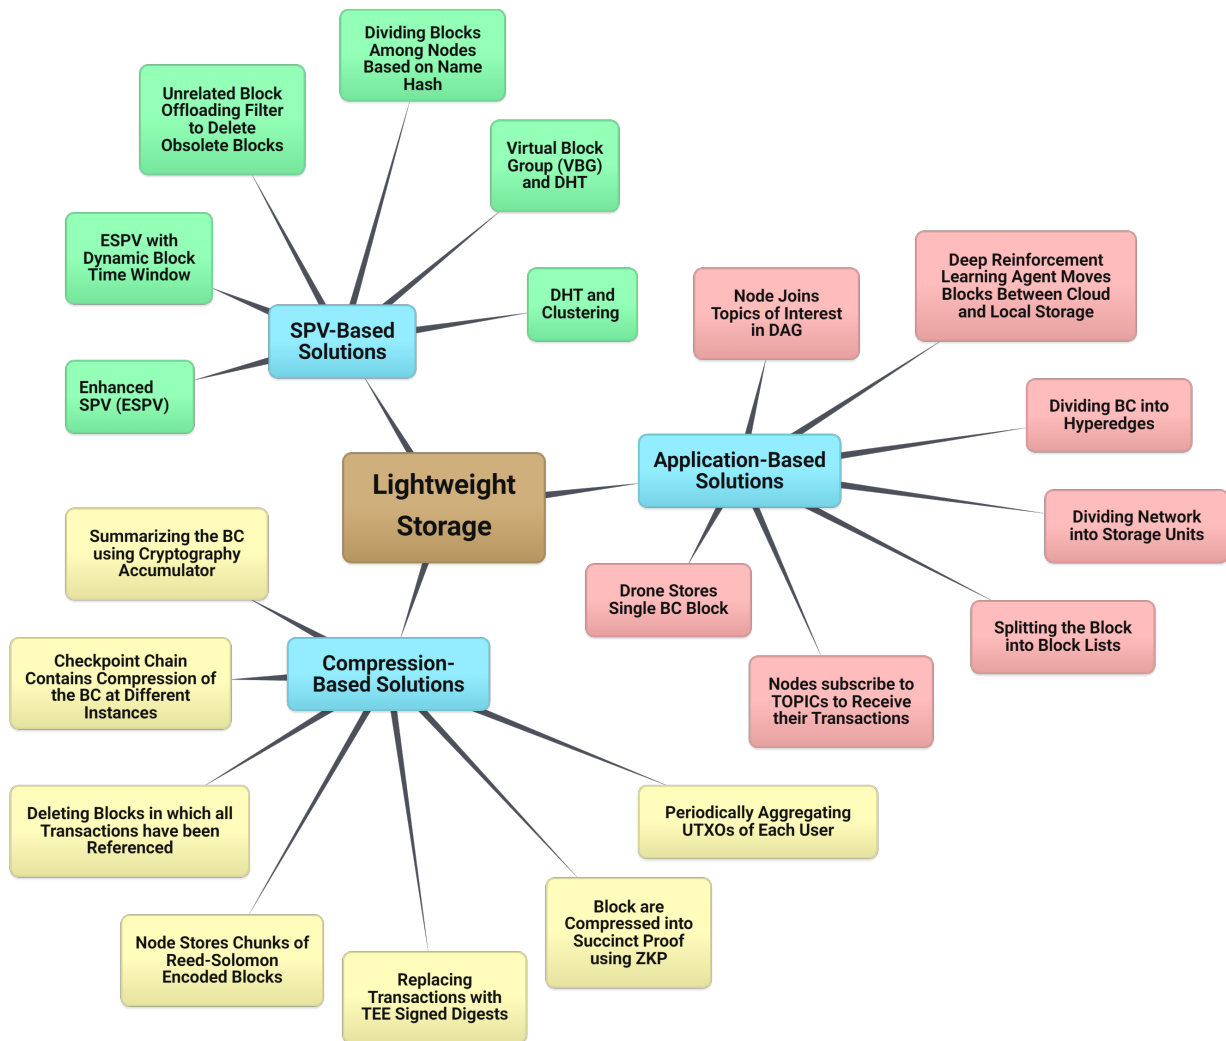 Dividing Blocks
Among Nodes
Based on Name
Hash
Unrelated Block
Offloading Filter
to Delete
Obsolete Blocks
Virtual Block
Group (VBG)
and DHT
ESPV with
Dynamic Block
Time Window
DHT and
Clustering
SPV-Based
Solutions
Enhanced
SPV (ESPV)
Deep Reinforcement
Learning Agent Moves
Blocks Between Cloud
and Local Storage
Node Joins
Topics of Interest
in DAG
Dividing BC into
Hyperedges
Application-Based
Solutions
Lightweight
Storage
Dividing Network
into Storage Units
Drone Stores
Single BC Block
Splitting the Block
into Block Lists
Nodes subscribe to
TOPICs to Receive
their Transactions
Summarizing the BC
using Cryptography
Accumulator
Checkpoint Chain
Contains Compression of
the BC at Different
Instances
Compression-
Based Solutions
Deleting Blocks in which all
Transactions have been
Referenced
Periodically Aggregating
UTXOs of Each User
Node Stores Chunks of
Reed-Solomon
Encoded Blocks
Replacing
Transactions with
TEE Signed Digests
Block are
Compressed into
Succinct Proof
using ZKP